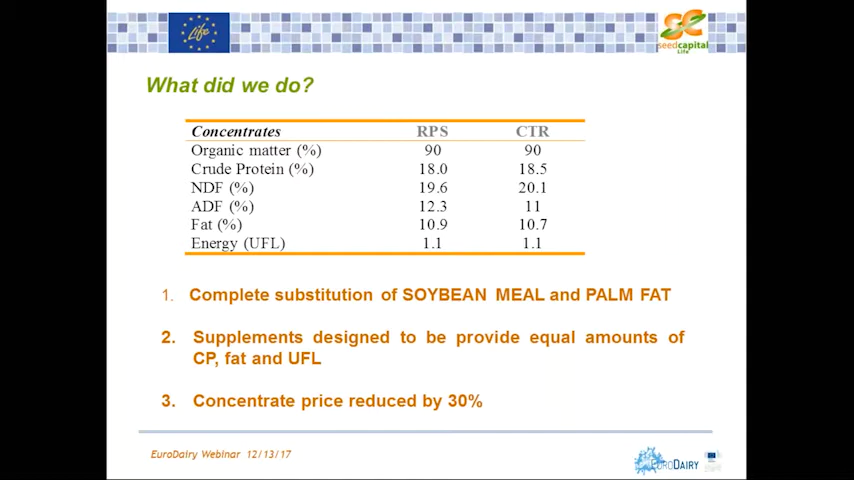 Life
seedcapital
Life
What did we do?
Concentrates RPS CTR
Organic matter (%) 90 90
Crude Protein (%) 18.0 18.5
NDF (%) 19.6 20.1
ADF (%) 12.3 11
Fat (%) 10.9 10.7
Energy (UFL) 1.1 1.1
1. Complete substitution of SOYBEAN MEAL and PALM FAT
2. Supplements designed to be provide equal amounts of
CP, fat and UFL
3. Concentrate price reduced by 30%
EuroDairy Webinar 12/13/17
EURODAIRY